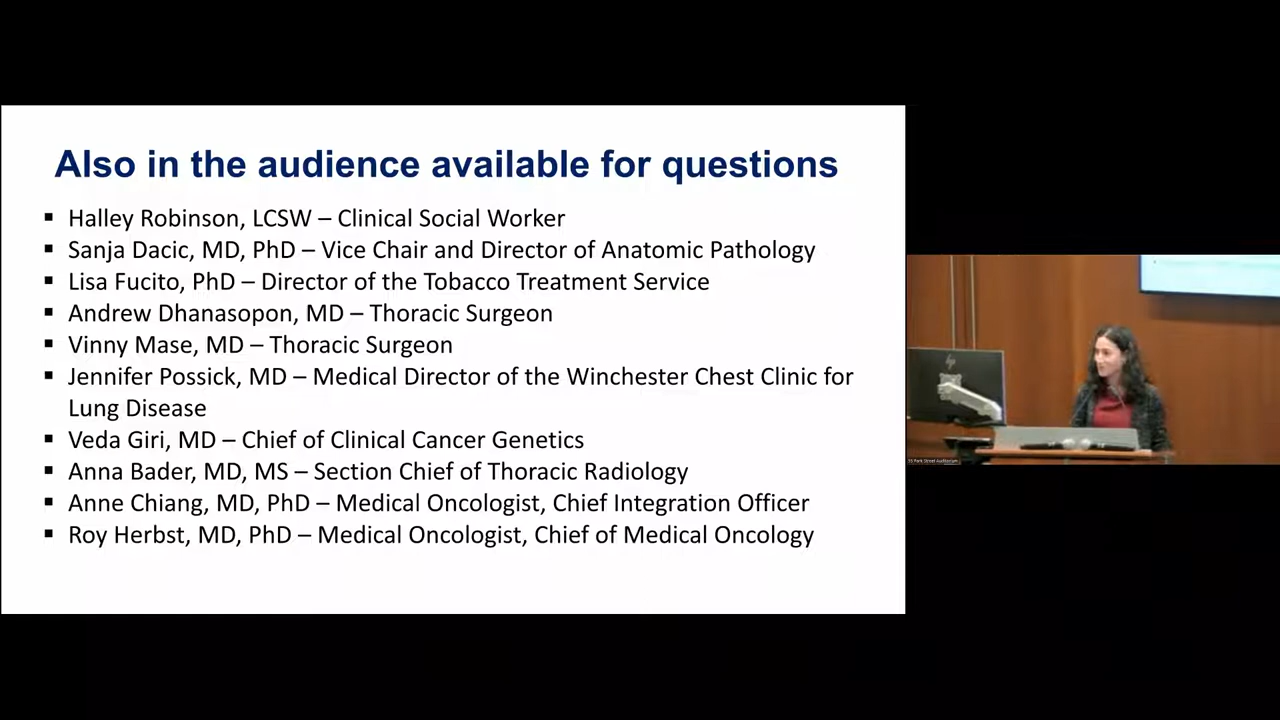 Also in the audience available for questions
▪ Halley Robinson, LCSW – Clinical Social Worker
▪ Sanja Dacic, MD, PhD – Vice Chair and Director of Anatomic Pathology
▪ Lisa Fucito, PhD – Director of the Tobacco Treatment Service
▪ Andrew Dhanasopon, MD – Thoracic Surgeon
▪ Vinny Mase, MD – Thoracic Surgeon
▪ Jennifer Possick, MD – Medical Director of the Winchester Chest Clinic for
Lung Disease
▪ Veda Giri, MD – Chief of Clinical Cancer Genetics
▪ Anna Bader, MD, MS – Section Chief of Thoracic Radiology
▪ Anne Chiang, MD, PhD – Medical Oncologist, Chief Integration Officer
▪ Roy Herbst, MD, PhD – Medical Oncologist, Chief of Medical Oncology
hp
Park Street Auditorium